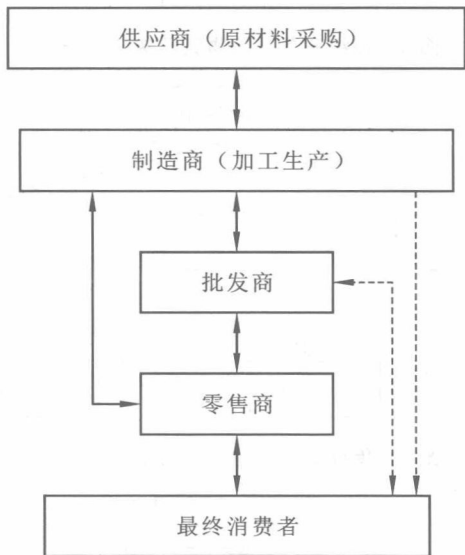 供应商（原材料采购）
制造商（加工生产）
批发商
零售商
最终消费者